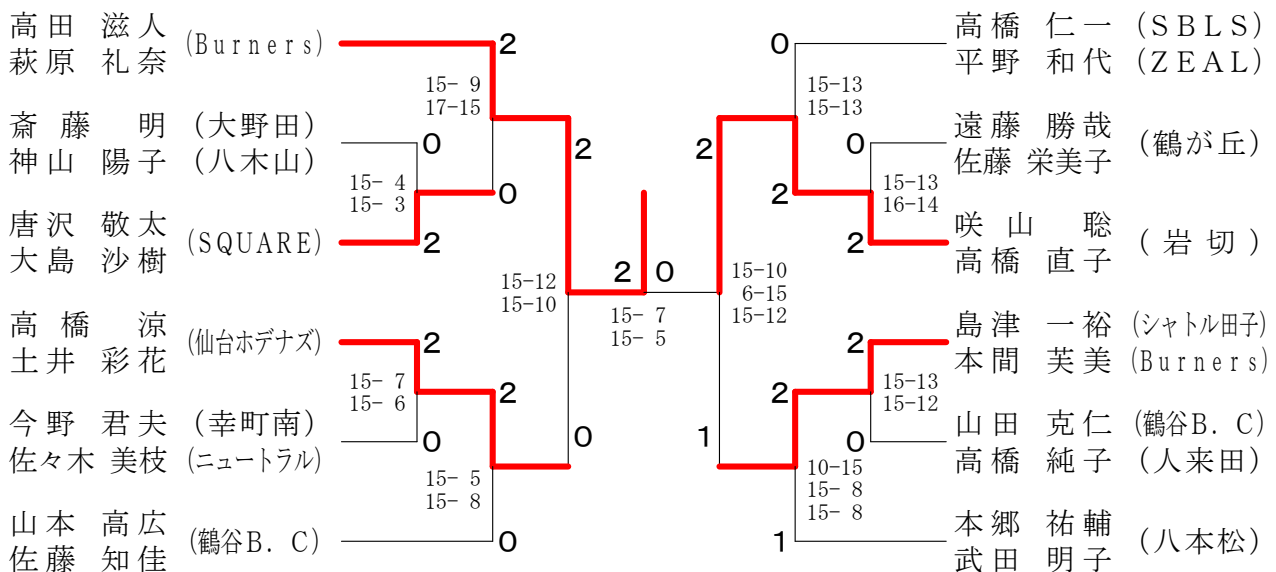 高田 滋人 (Burners)
萩原 礼奈
2
15- 9
17-15
斎藤 明 (大野田)
神山 陽子 (八木山)
0
15- 4
15- 3
0
唐沢 敬太 (SQUARE)
大島 沙樹
2
2
15-12
15-10
高橋 涼 (仙台ホデナズ)
土井 彩花
2
15- 7
15- 6
2
今野 君夫 (幸町南)
佐々木 美枝 (ニュートラル)
0
0
15- 5
15- 8
山本 高広 (鶴谷B.C)
佐藤 知佳
0
2 0
15- 7
15- 5
高橋 仁一 (SBLS)
平野 和代 (ZEAL)
0
15-13
15-13
遠藤 勝哉 (鶴が丘)
佐藤 栄美子
0
2
15-13
16-14
2
咲山 聡 (岩切)
高橋 直子
2
15-10
6-15
15-12
島津 一裕 (シャトル田子)
本間 芙美 (Burners)
2
15-13
15-12
山田 克仁 (鶴谷B.C)
高橋 純子 (人来田)
0
2
1
10-15
15- 8
15- 8
本郷 祐輔 (八本松)
武田 明子
1